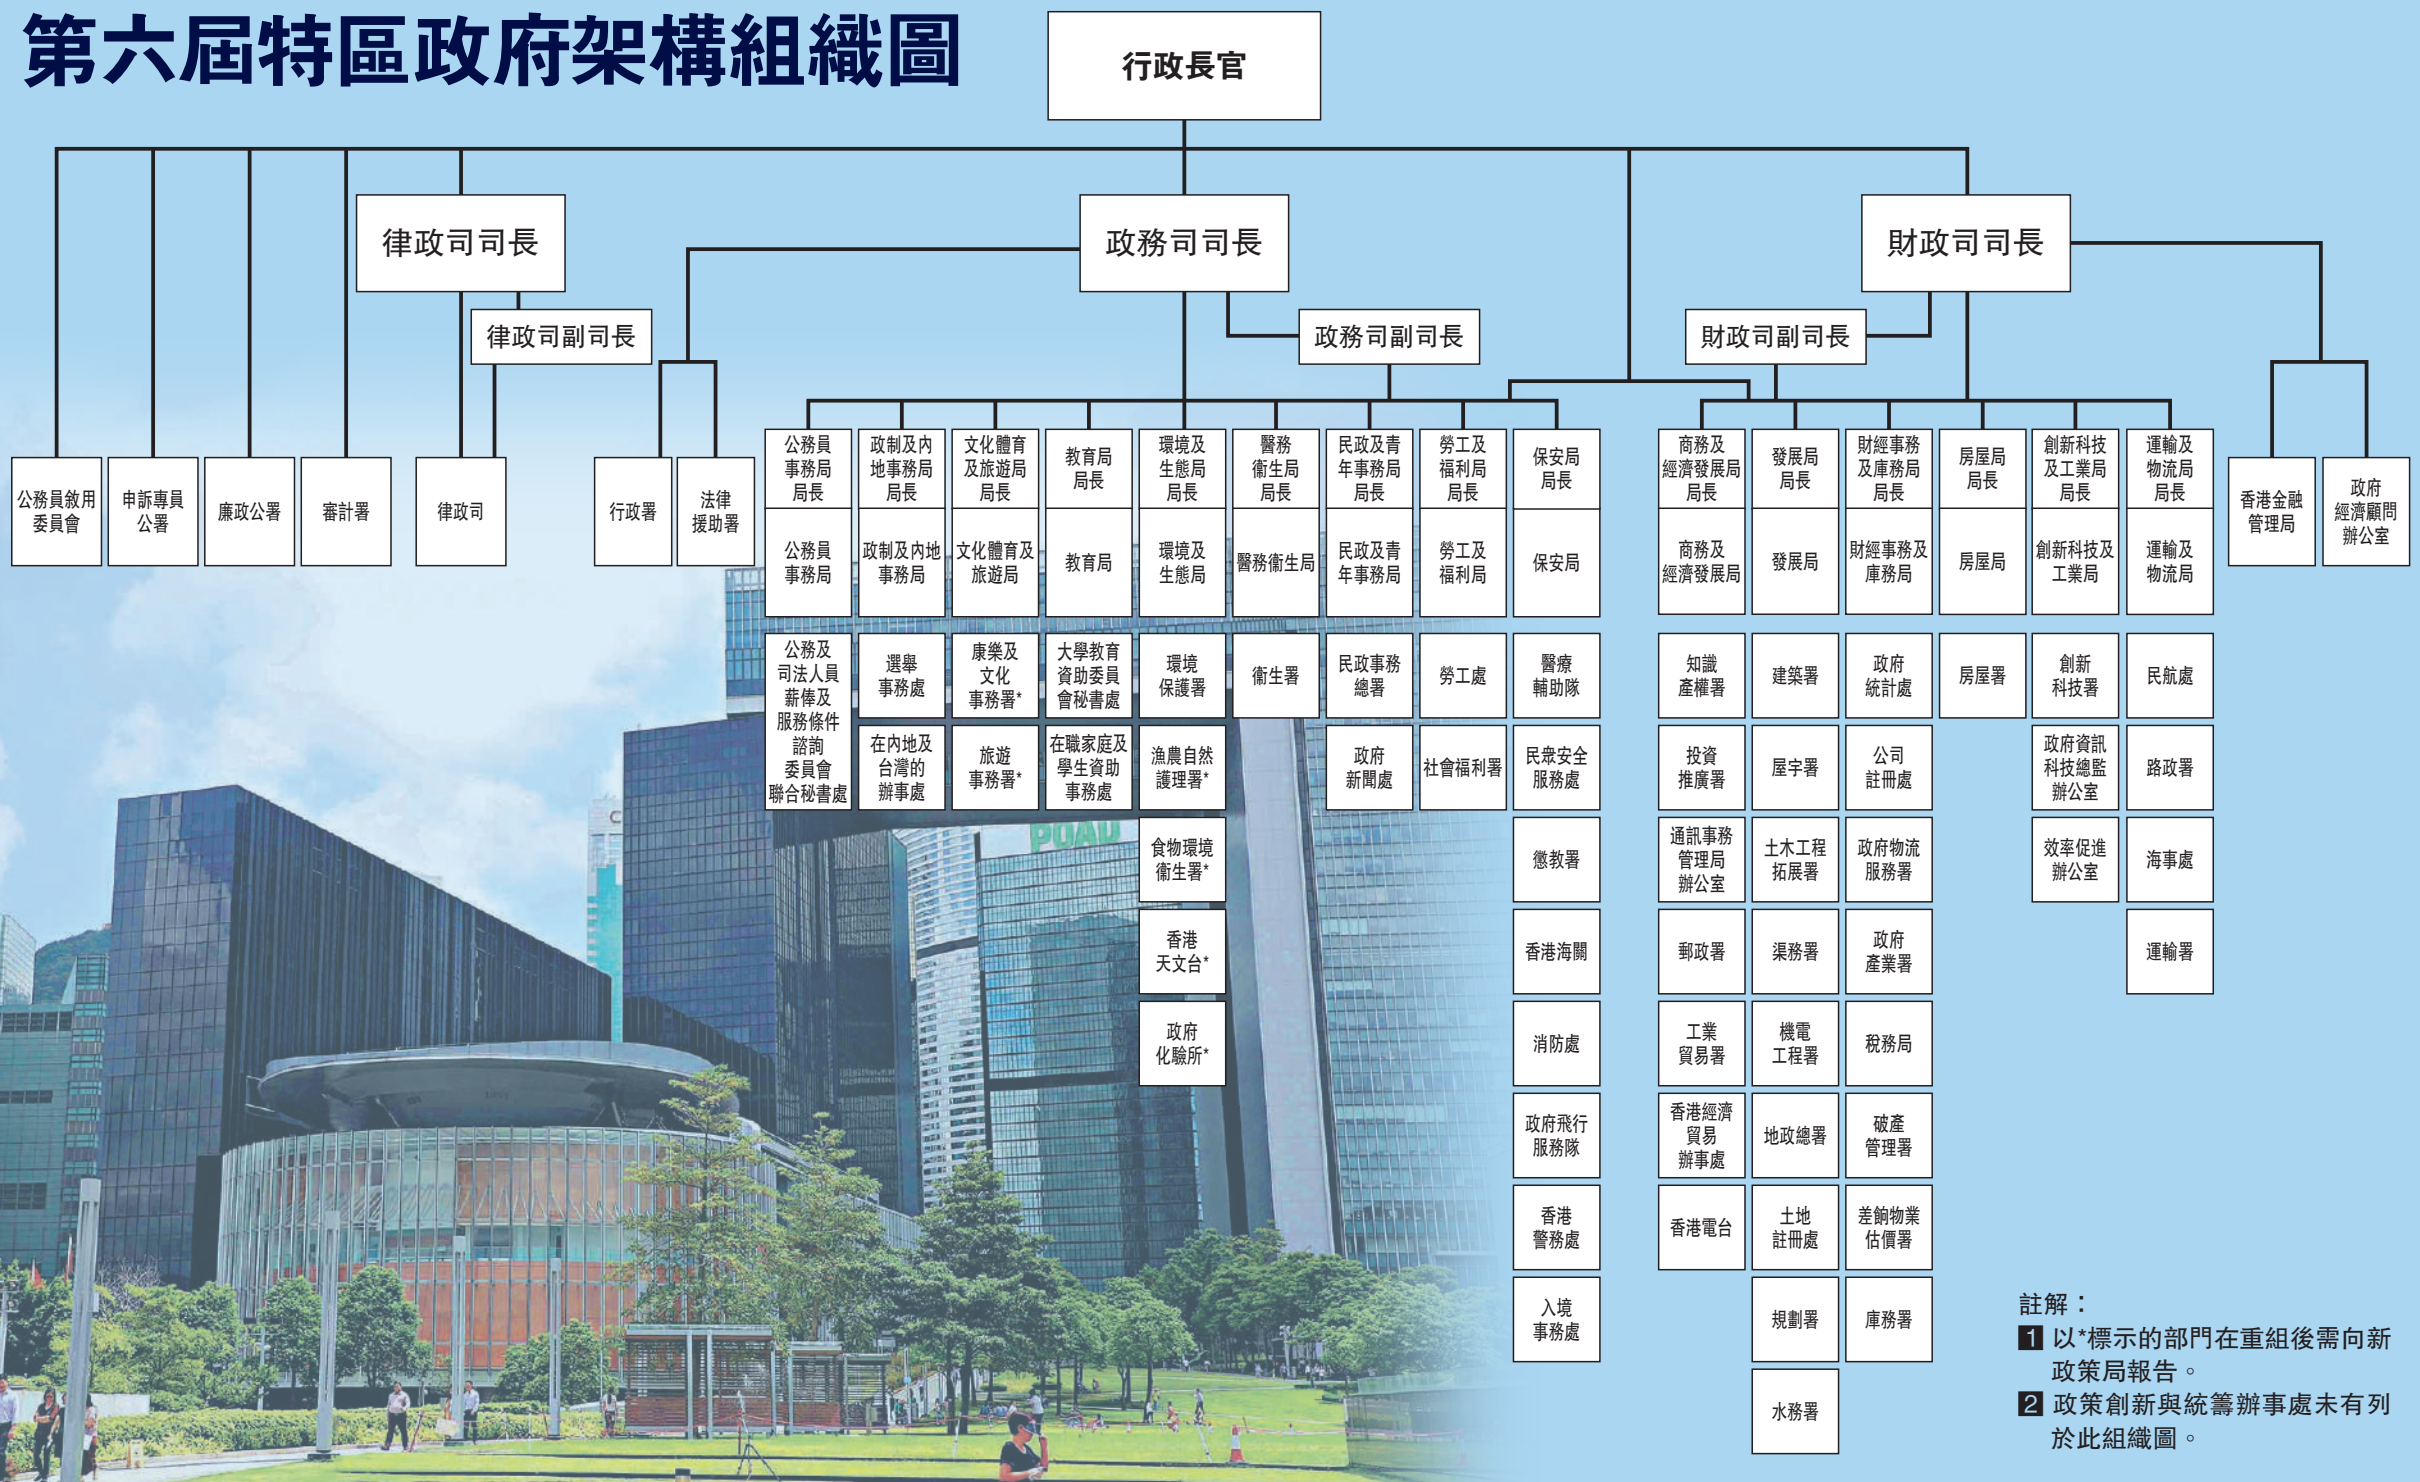 第六屆特區政府架構組織圖
行政長官
律政司司長
政務司司長
財政司司長
律政司副司長
政務司副司長
財政司副司長
公務員敘用
委員會
申訴專員
公署
廉政公署
審計署
律政司
行政署
法律
援助署
公務員
事務局
局長
政制及內
地事務局
局長
文化體育
及旅遊局
局長
教育局
局長
環境及
生態局
局長
醫務
衞生局
局長
民政及青
年事務局
局長
勞工及
福利局
局長
保安局
局長
商務及
經濟發展局
局長
發展局
局長
財經事務
及庫務局
局長
房屋局
局長
創新科技
及工業局
局長
運輸及
物流局
局長
香港金融
管理局
政府
經濟顧問
辦公室
公務員
事務局
政制及內地
事務局
文化體育及
旅遊局
教育局
環境及
生態局
醫務衞生局
民政及青
年事務局
勞工及
福利局
保安局
商務及
經濟發展局
發展局
財經事務及
庫務局
房屋局
創新科技及
工業局
運輸及
物流局
公務及
司法人員
薪俸及
服務條件
諮詢
委員會
聯合秘書處
選舉
事務處
在內地及
台灣的
辦事處
康樂及
文化
事務署*
旅遊
事務署*
大學教育
資助委員
會秘書處
在職家庭及
學生資助
事務處
環境
保護署
漁農自然
護理署*
食物環境
衞生署*
香港
天文台*
政府
化驗所*
衞生署
民政事務
總署
政府
新聞處
勞工處
社會福利署
醫療
輔助隊
民眾安全
服務處
懲教署
香港海關
消防處
政府飛行
服務隊
香港
警務處
入境
事務處
知識
產權署
投資
推廣署
通訊事務
管理局
辦公室
郵政署
工業
貿易署
香港經濟
貿易
辦事處
香港電台
建築署
屋宇署
土木工程
拓展署
渠務署
機電
工程署
地政總署
土地
註冊處
規劃署
水務署
政府
統計處
公司
註冊處
政府物流
服務署
政府
產業署
稅務局
破產
管理署
差餉物業
估價署
庫務署
房屋署
創新
科技署
政府資訊
科技總監
辦公室
效率促進
辦公室
民航處
路政署
海事處
運輸署
註解：
1 以*標示的部門在重組後需向新
政策局報告。
2 政策創新與統籌辦事處未有列
於此組織圖。